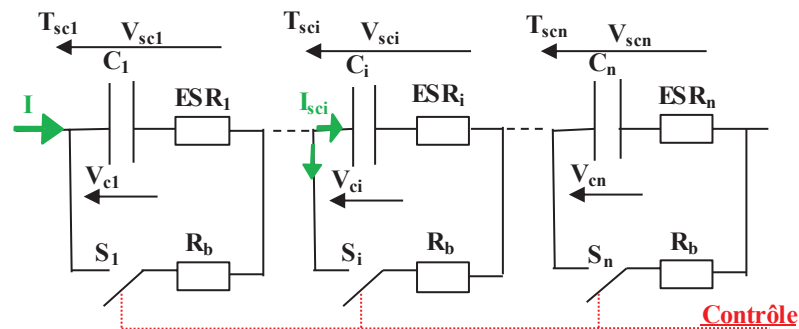 Tsc1 Vsc1 Tsci Vsci Tscn Vscn
C1 Ci Cn
I ESR1 Isci ESRi ESRn
Vc1 Vci Vcn
S1 Rb Si Rb Sn Rb
Contrôle